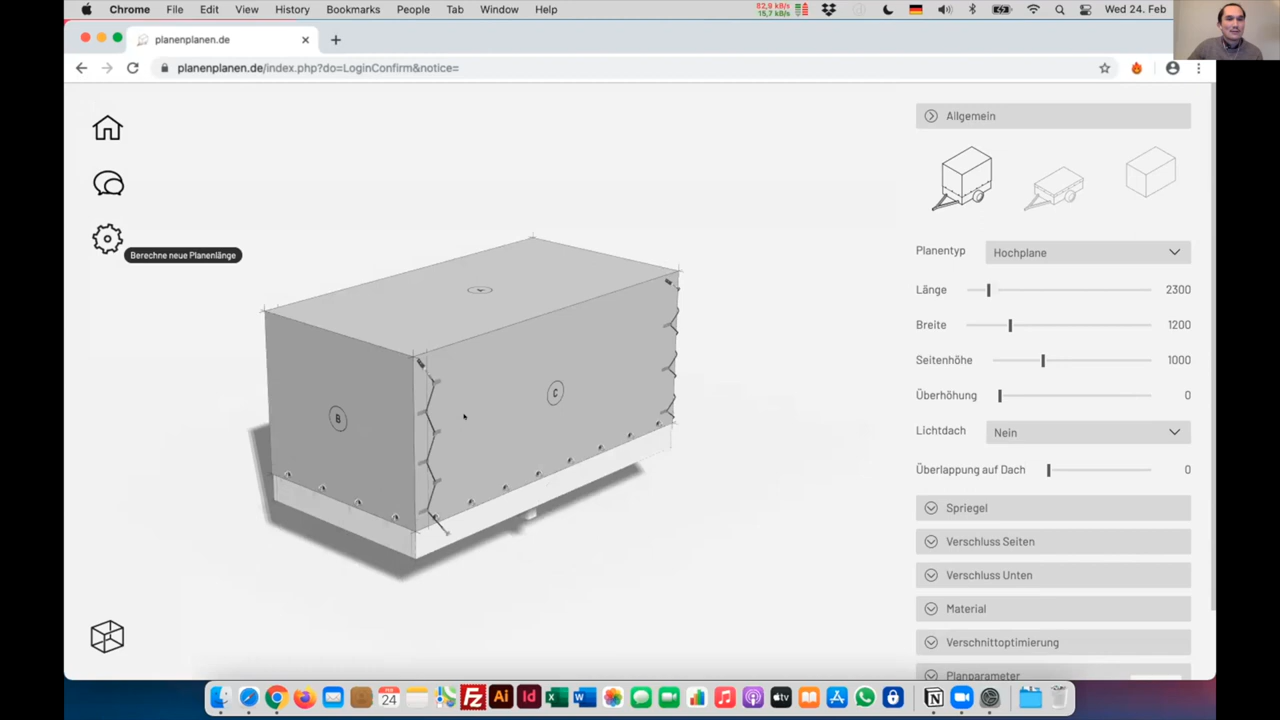 Chrome File Edit View History Bookmarks People Tab Window Help 82,9 kB/s 15,7 kB/s Wed 24. Feb
planenplanen.de
planenplanen.de/index.php?do=LoginConfirm&notice=
Allgemein
Berechne neue Planenlänge
Planentyp Hochplane
Länge 2300
Breite 1200
Seitenhöhe 1000
Überhöhung 0
Lichtdach Nein
Überlappung auf Dach 0
Spriegel
Verschluss Seiten
Verschluss Unten
Material
Verschnittoptimierung
Planparameter
A
B
C
FEB
24
Fz
Ai
Id
X
W
tv
N